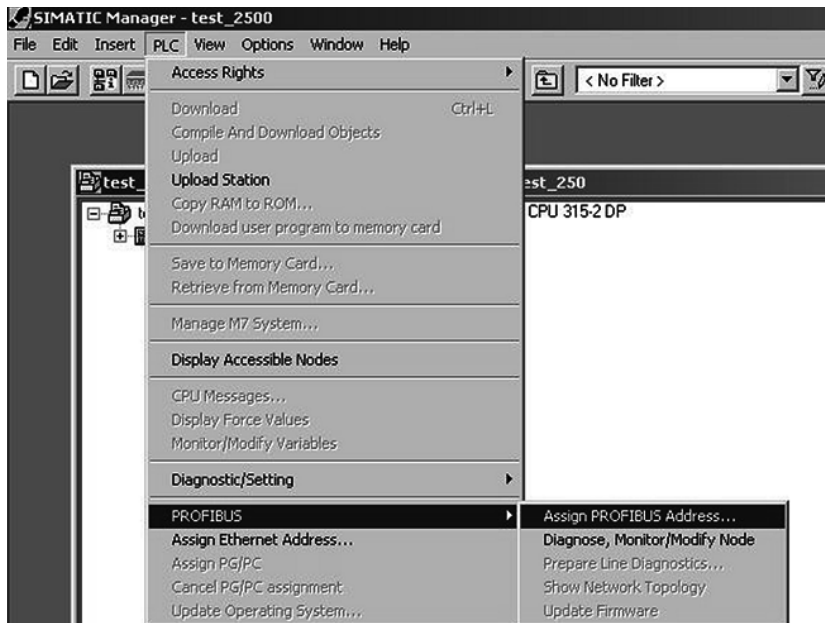 SIMATIC Manager - test_2500
File Edit Insert PLC View Options Window Help
< No Filter >
Access Rights
Download Ctrl+L
Compile And Download Objects
Upload
Upload Station
Copy RAM to ROM...
Download user program to memory card
Save to Memory Card...
Retrieve from Memory Card...
Manage M7 System...
Display Accessible Nodes
CPU Messages...
Display Force Values
Monitor/Modify Variables
Diagnostic/Setting
PROFIBUS
Assign Ethernet Address...
Assign PG/PC
Cancel PG/PC assignment
Update Operating System...
Assign PROFIBUS Address...
Diagnose, Monitor/Modify Node
Prepare Line Diagnostics...
Show Network Topology
Update Firmware
test_
est_250
CPU 315-2 DP